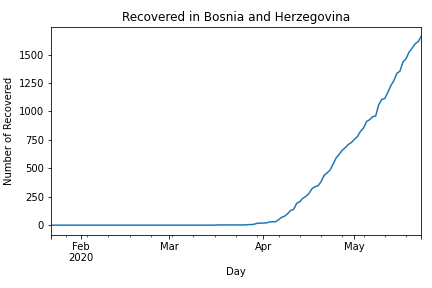 Recovered in Bosnia and Herzegovina
Number of Recovered
1500
1250
1000
750
500
250
0
Feb Mar Apr May
2020
Day